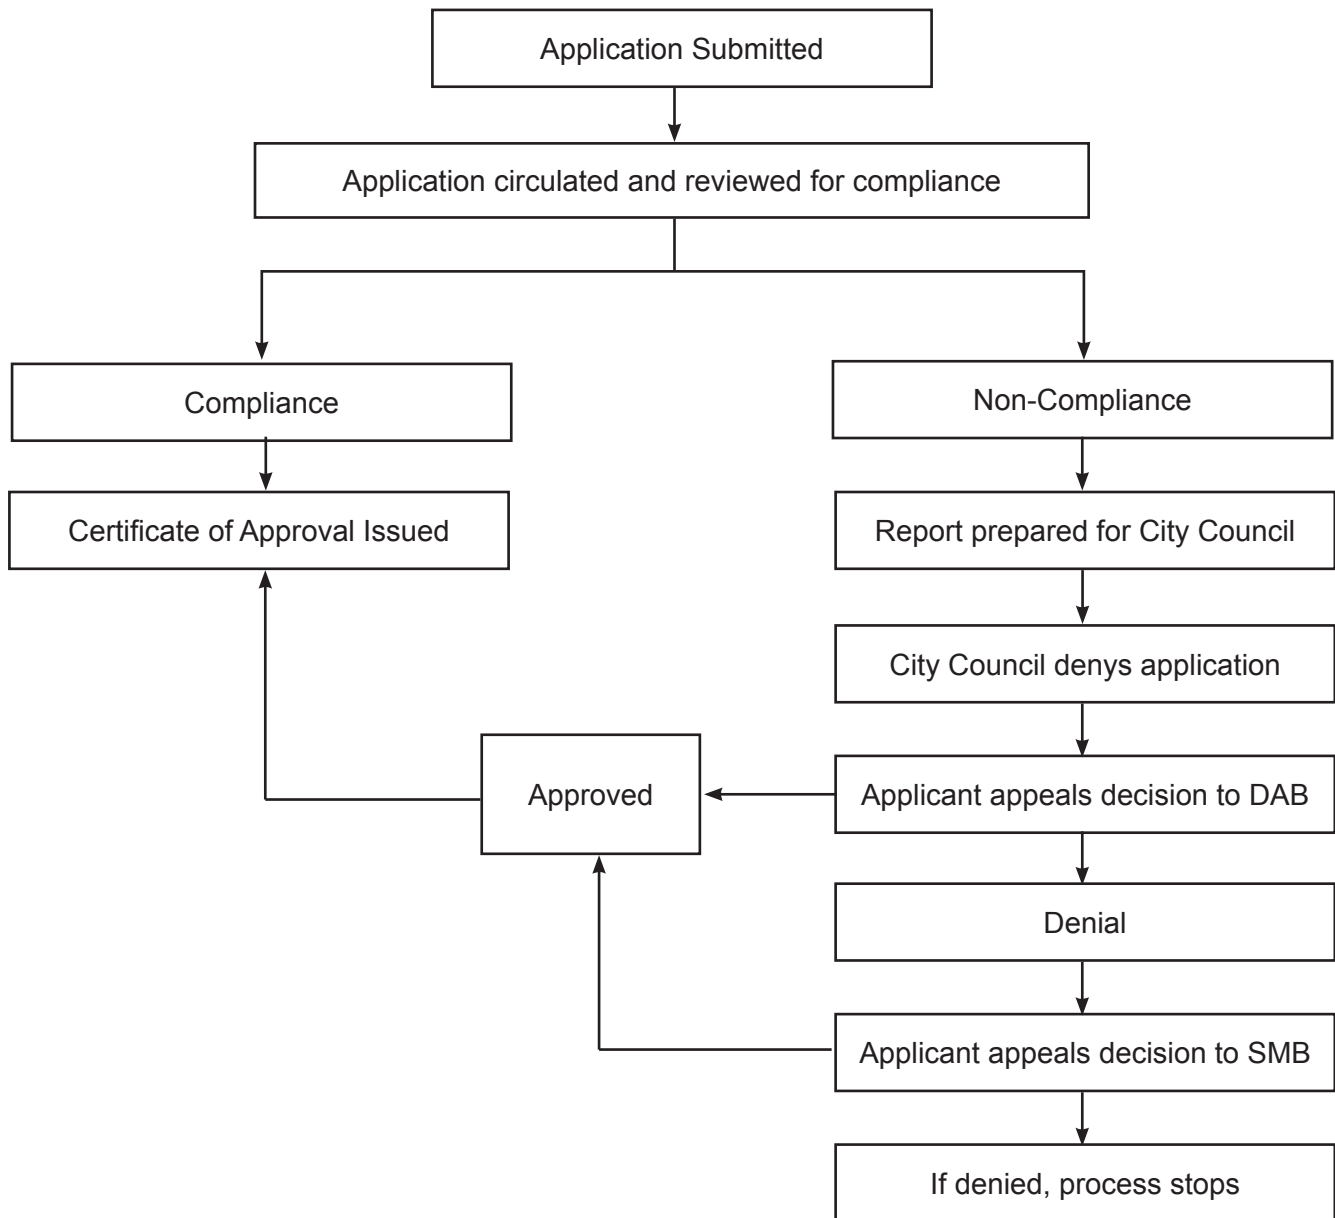 Application Submitted
Application circulated and reviewed for compliance
Compliance
Non-Compliance
Certificate of Approval Issued
Report prepared for City Council
City Council denys application
Approved
Applicant appeals decision to DAB
Denial
Applicant appeals decision to SMB
If denied, process stops